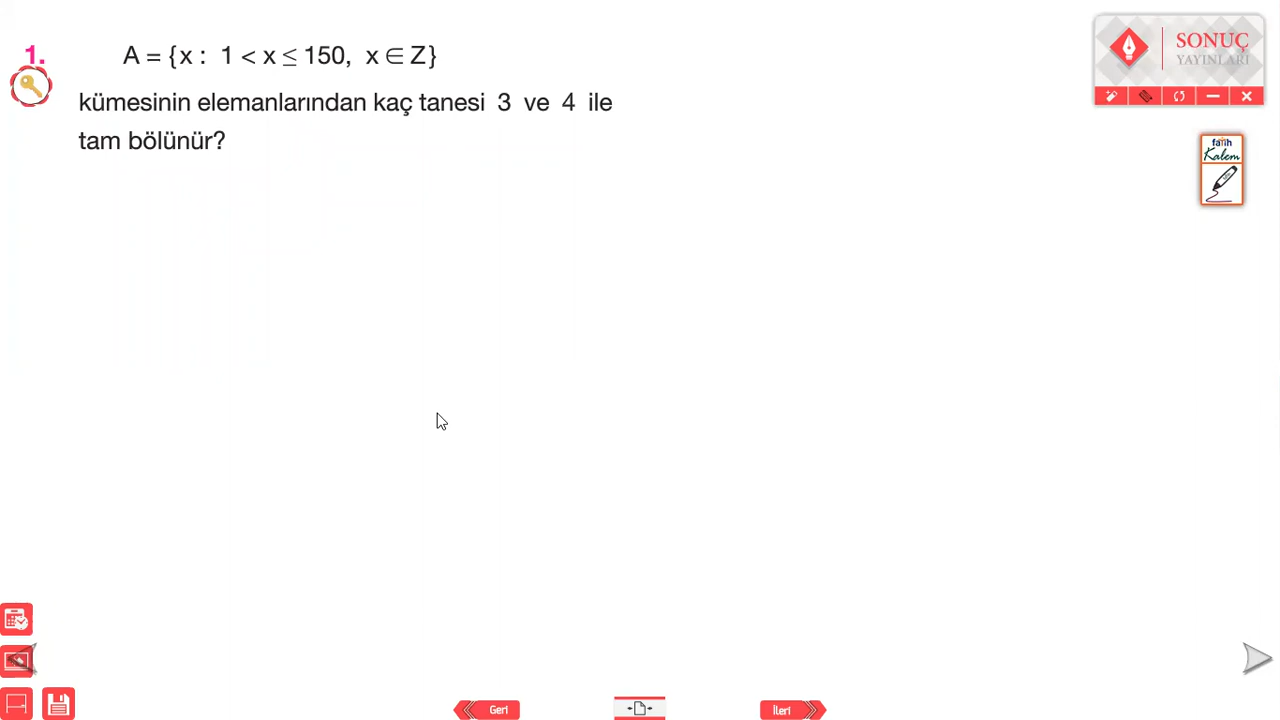 1. A = {x : 1 < x ≤ 150, x ∈ Z}
kümesinin elemanlarından kaç tanesi 3 ve 4 ile
tam bölünür?
SONUÇ
YAYINLARI
fatih
Kalem
Geri
İleri